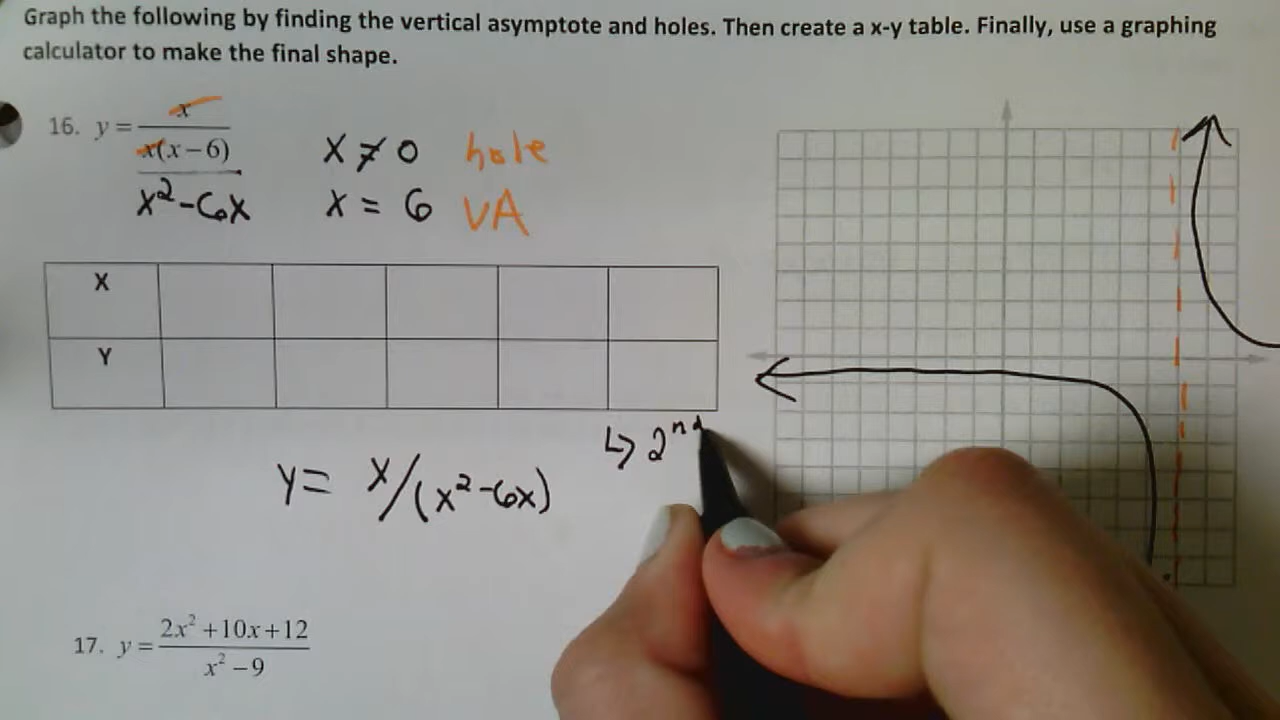 Graph the following by finding the vertical asymptote and holes. Then create a x-y table. Finally, use a graphing
calculator to make the final shape.
16. y = x / x(x−6)
x²-6x
x ≠ 0 hole
x = 6 VA
X
Y
↳ 2nd
y = x/(x²-6x)
17. y = 2x²+10x+12 / x²−9